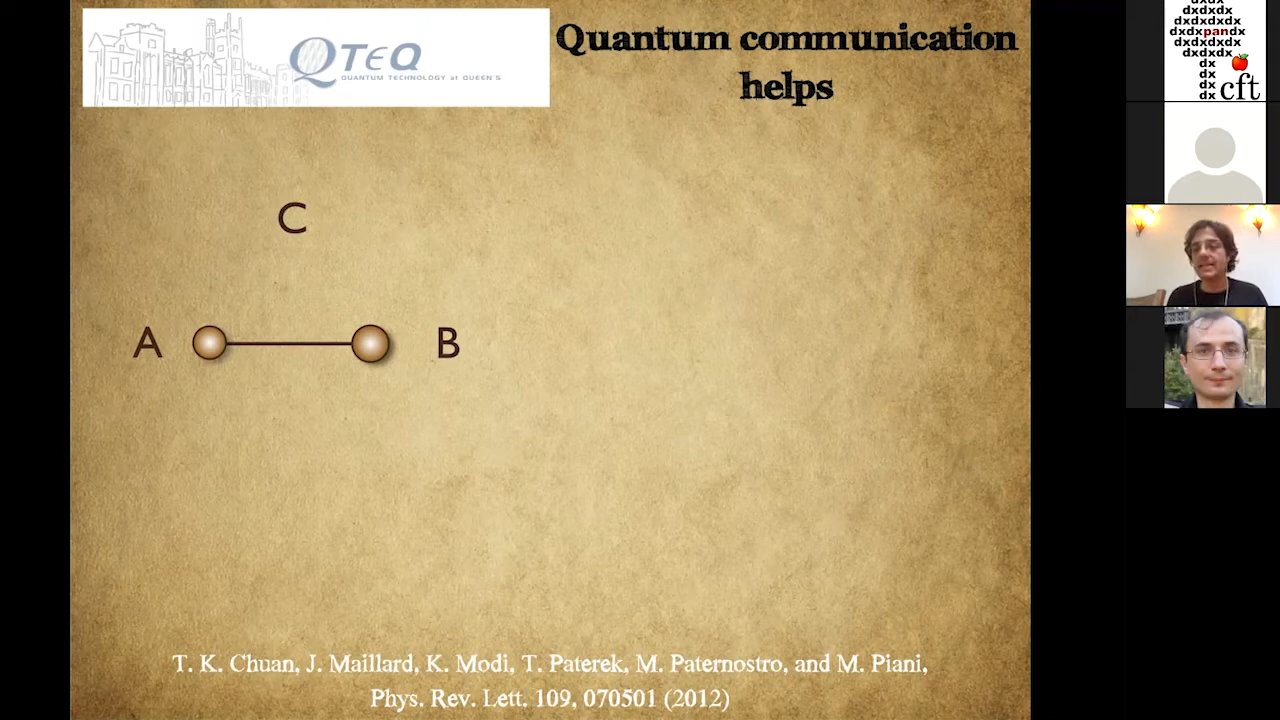 QTEQ
QUANTUM TECHNOLOGY at QUEEN'S
Quantum communication
helps
C
A
B
T. K. Chuan, J. Maillard, K. Modi, T. Paterek, M. Paternostro, and M. Piani,
Phys. Rev. Lett. 109, 070501 (2012)
dxdx
dxdxdx
dxdxdxdx
dxdxpandx
dxdxdxdx
dxdxdx
dx
dx
dx
dx cft